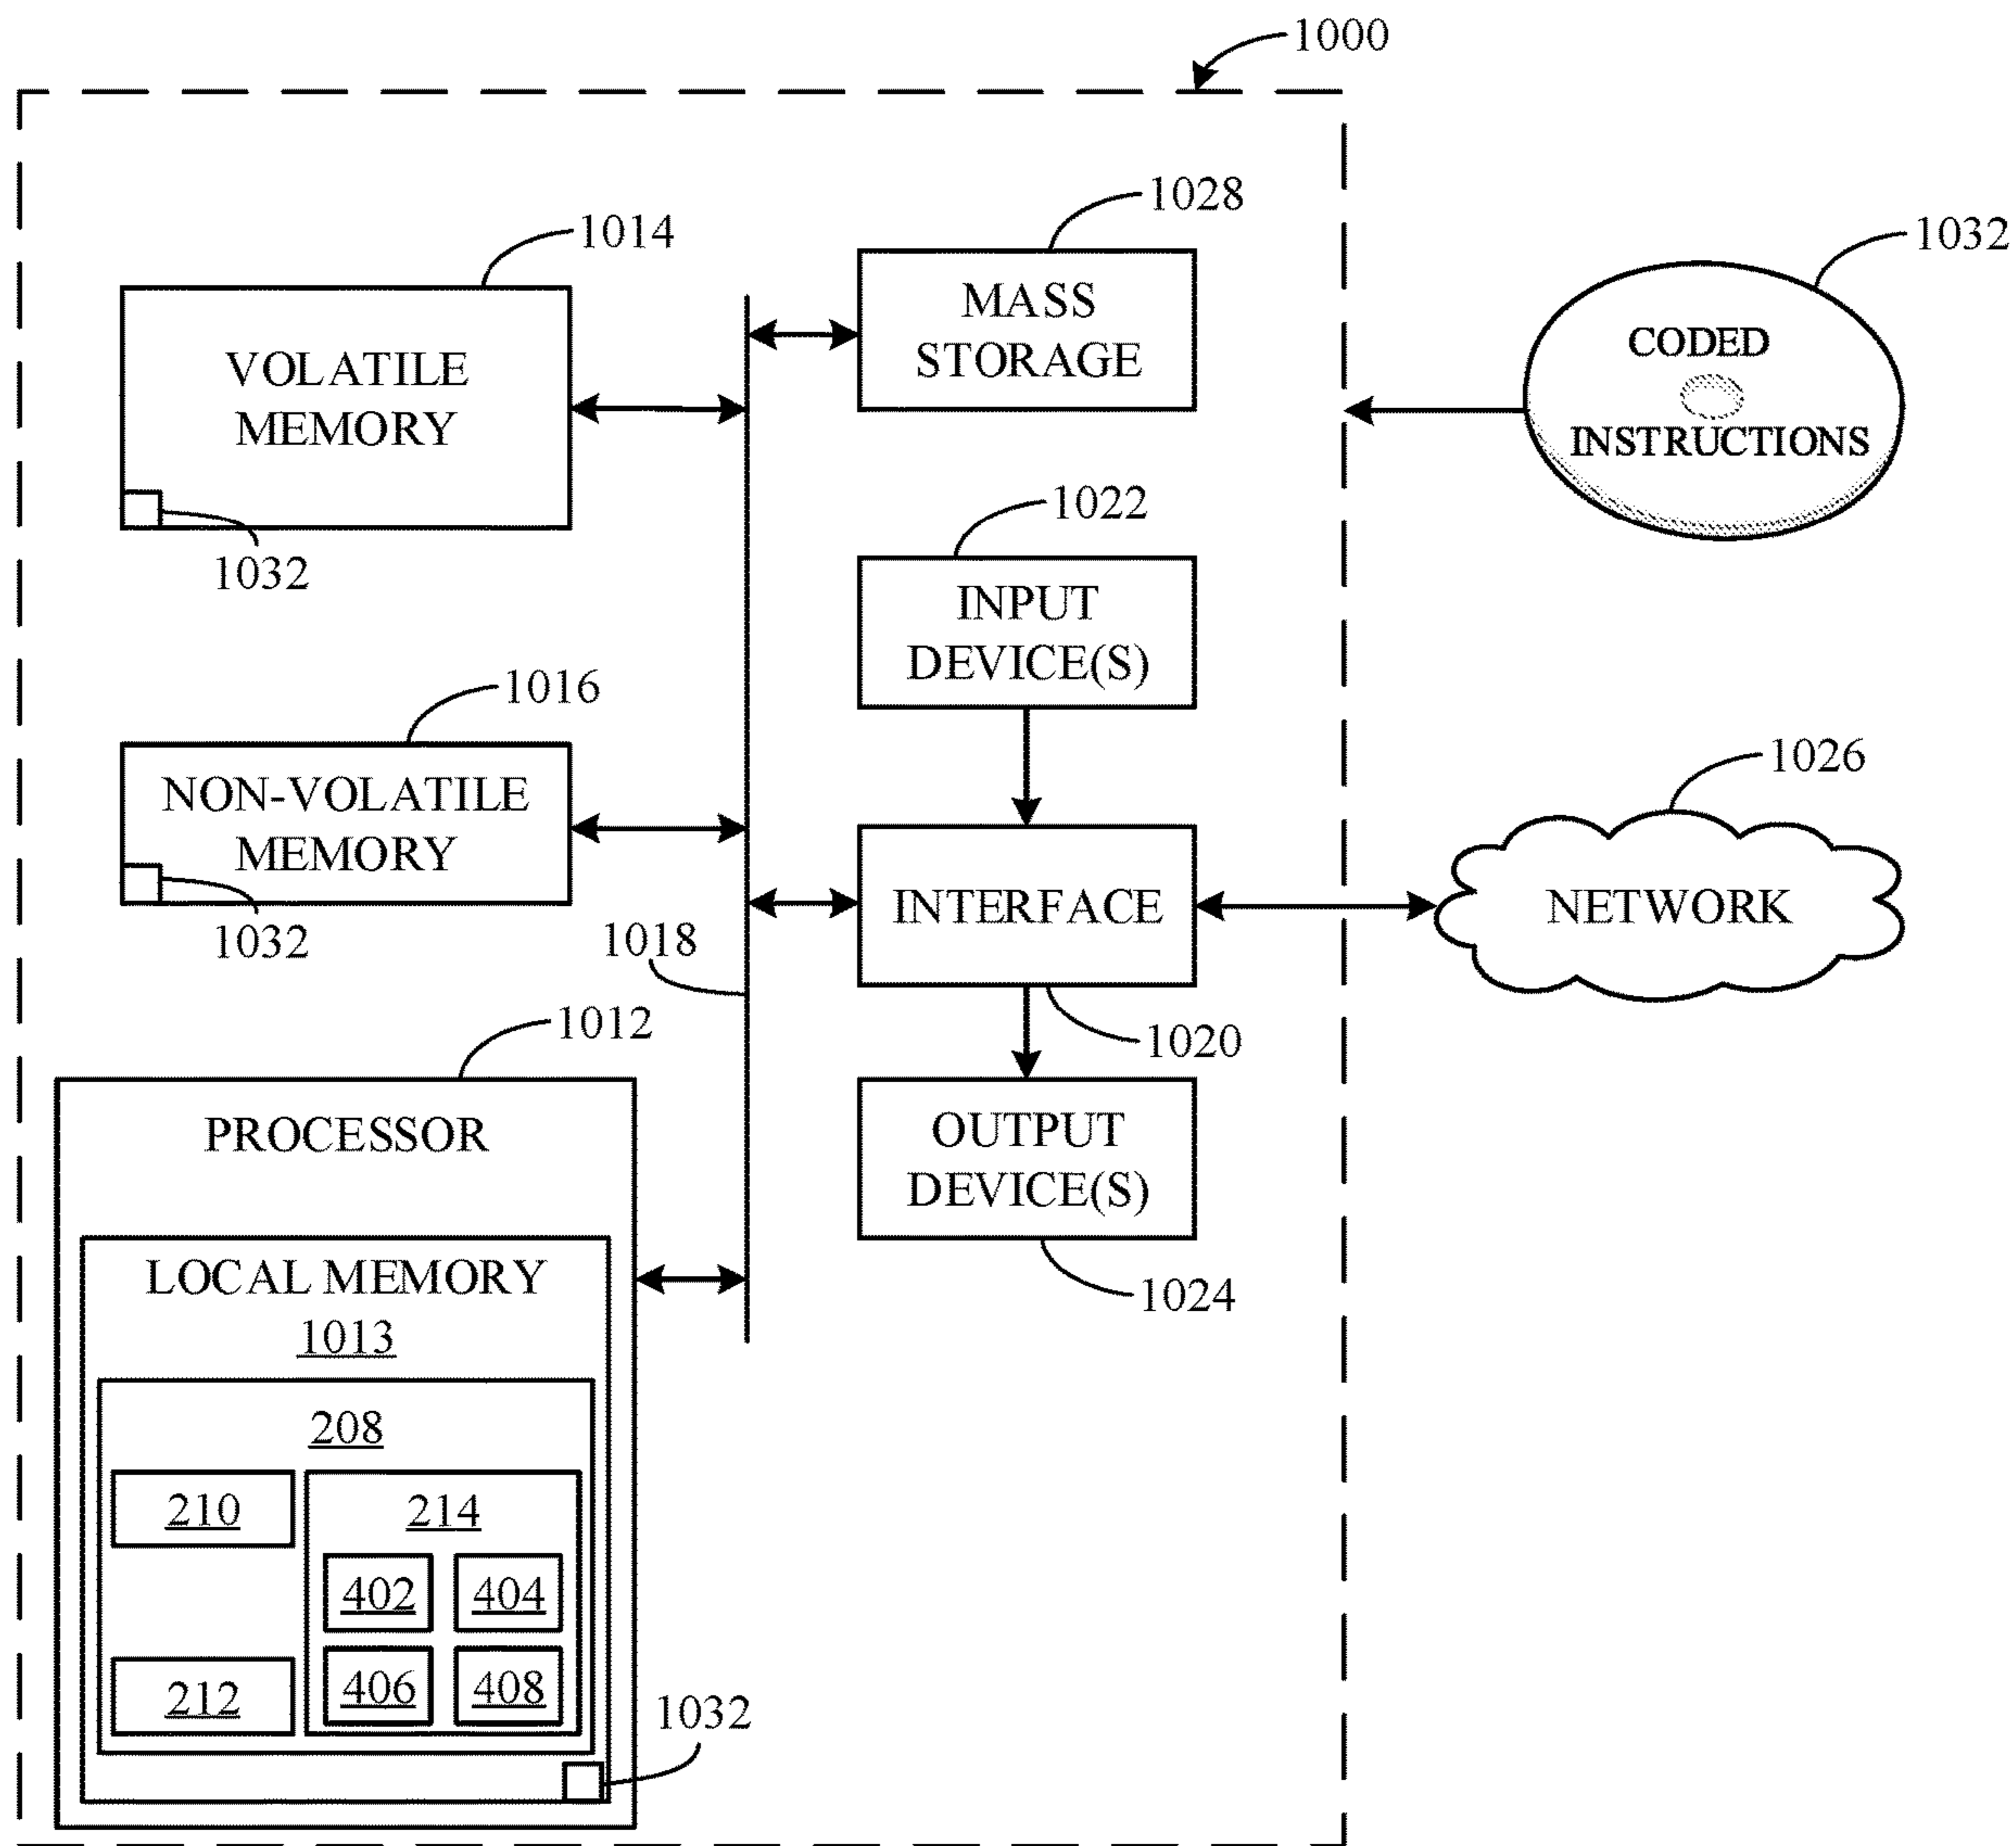 1000
1028
1014
1032
MASS
STORAGE
VOLATILE
MEMORY
CODED
INSTRUCTIONS
1032
1022
INPUT
DEVICE(S)
1016
1026
NON-VOLATILE
MEMORY
INTERFACE
NETWORK
1032
1018
1012
1020
PROCESSOR
OUTPUT
DEVICE(S)
LOCAL MEMORY
1013
1024
208
210
214
402
404
406
408
212
1032